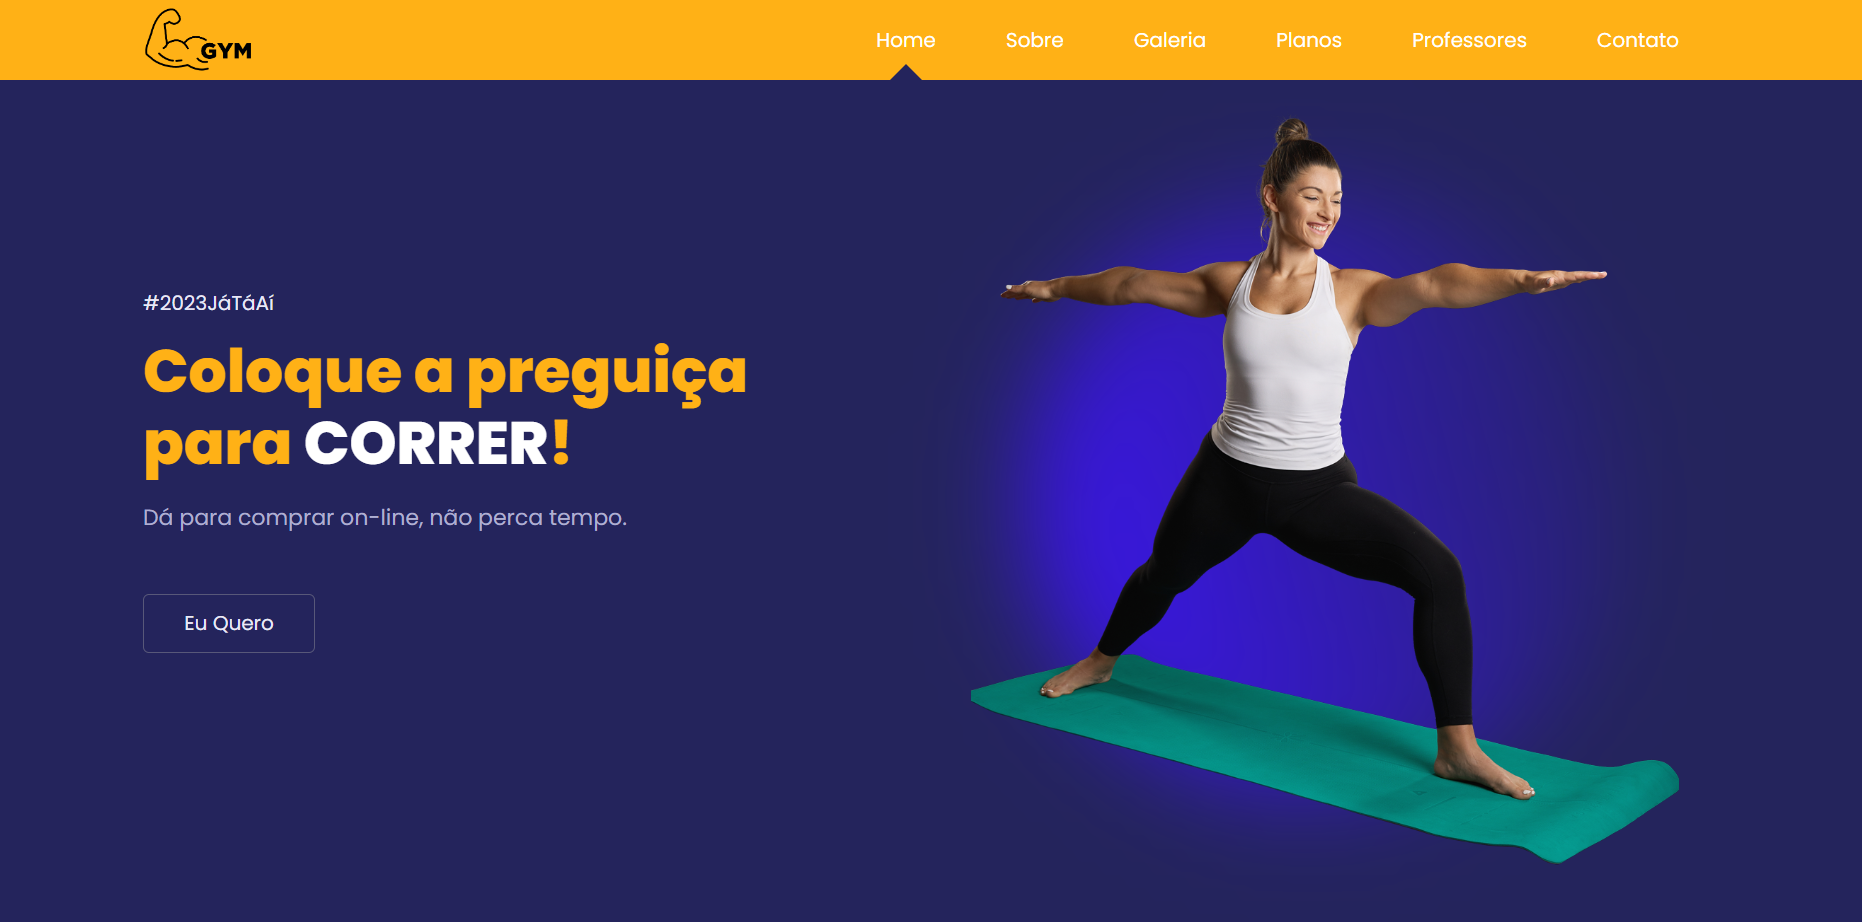 GYM
Home Sobre Galeria Planos Professores Contato
#2023JáTáAí
Coloque a preguiça
para CORRER!
Dá para comprar on-line, não perca tempo.
Eu Quero